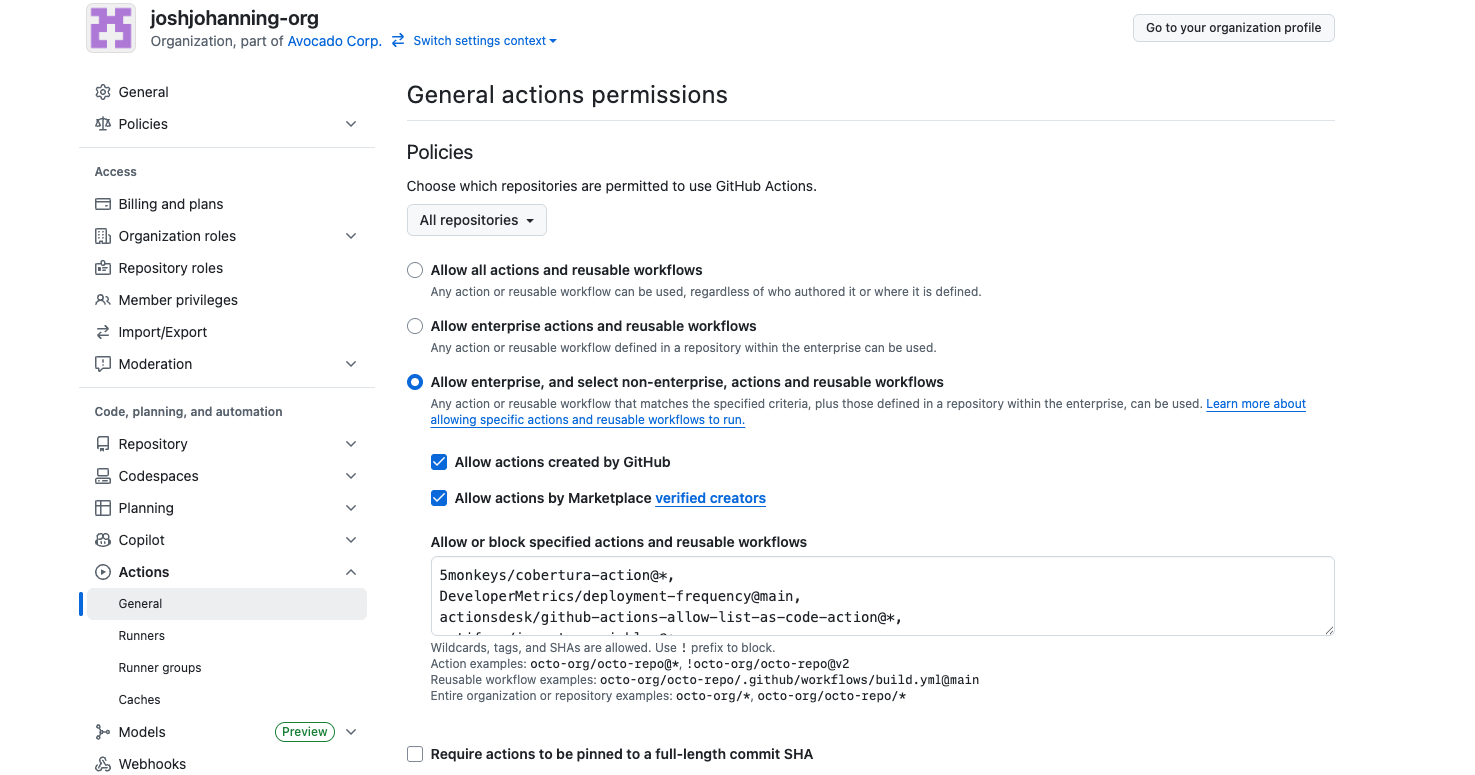 joshjohanning-org
Organization, part of Avocado Corp. Switch settings context
Go to your organization profile
General
Policies
Access
Billing and plans
Organization roles
Repository roles
Member privileges
Import/Export
Moderation
Code, planning, and automation
Repository
Codespaces
Planning
Copilot
Actions
General
Runners
Runner groups
Caches
Models Preview
Webhooks
General actions permissions
Policies
Choose which repositories are permitted to use GitHub Actions.
All repositories
Allow all actions and reusable workflows
Any action or reusable workflow can be used, regardless of who authored it or where it is defined.
Allow enterprise actions and reusable workflows
Any action or reusable workflow defined in a repository within the enterprise can be used.
Allow enterprise, and select non-enterprise, actions and reusable workflows
Any action or reusable workflow that matches the specified criteria, plus those defined in a repository within the enterprise, can be used. Learn more about
allowing specific actions and reusable workflows to run.
Allow actions created by GitHub
Allow actions by Marketplace verified creators
Allow or block specified actions and reusable workflows
5monkeys/cobertura-action@*,
DeveloperMetrics/deployment-frequency@main,
actionsdesk/github-actions-allow-list-as-code-action@*,
Wildcards, tags, and SHAs are allowed. Use ! prefix to block.
Action examples: octo-org/octo-repo@*, !octo-org/octo-repo@v2
Reusable workflow examples: octo-org/octo-repo/.github/workflows/build.yml@main
Entire organization or repository examples: octo-org/*, octo-org/octo-repo/*
Require actions to be pinned to a full-length commit SHA